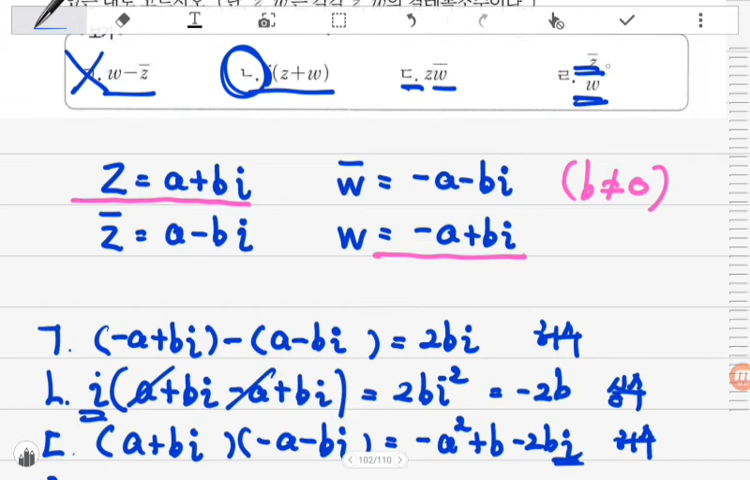 ㄱ. w−z̄ ㄴ. i(z+w) ㄷ. zw̄ ㄹ. z̄/w
z = a+bi w̄ = -a-bi (b≠0)
z̄ = a-bi w = -a+bi
ㄱ. (-a+bi)-(a-bi) = 2bi 허수
ㄴ. i(a+bi-a+bi) = 2bi² = -2b 실수
ㄷ. (a+bi)(-a-bi) = -a²+b-2bi 허수
102/110